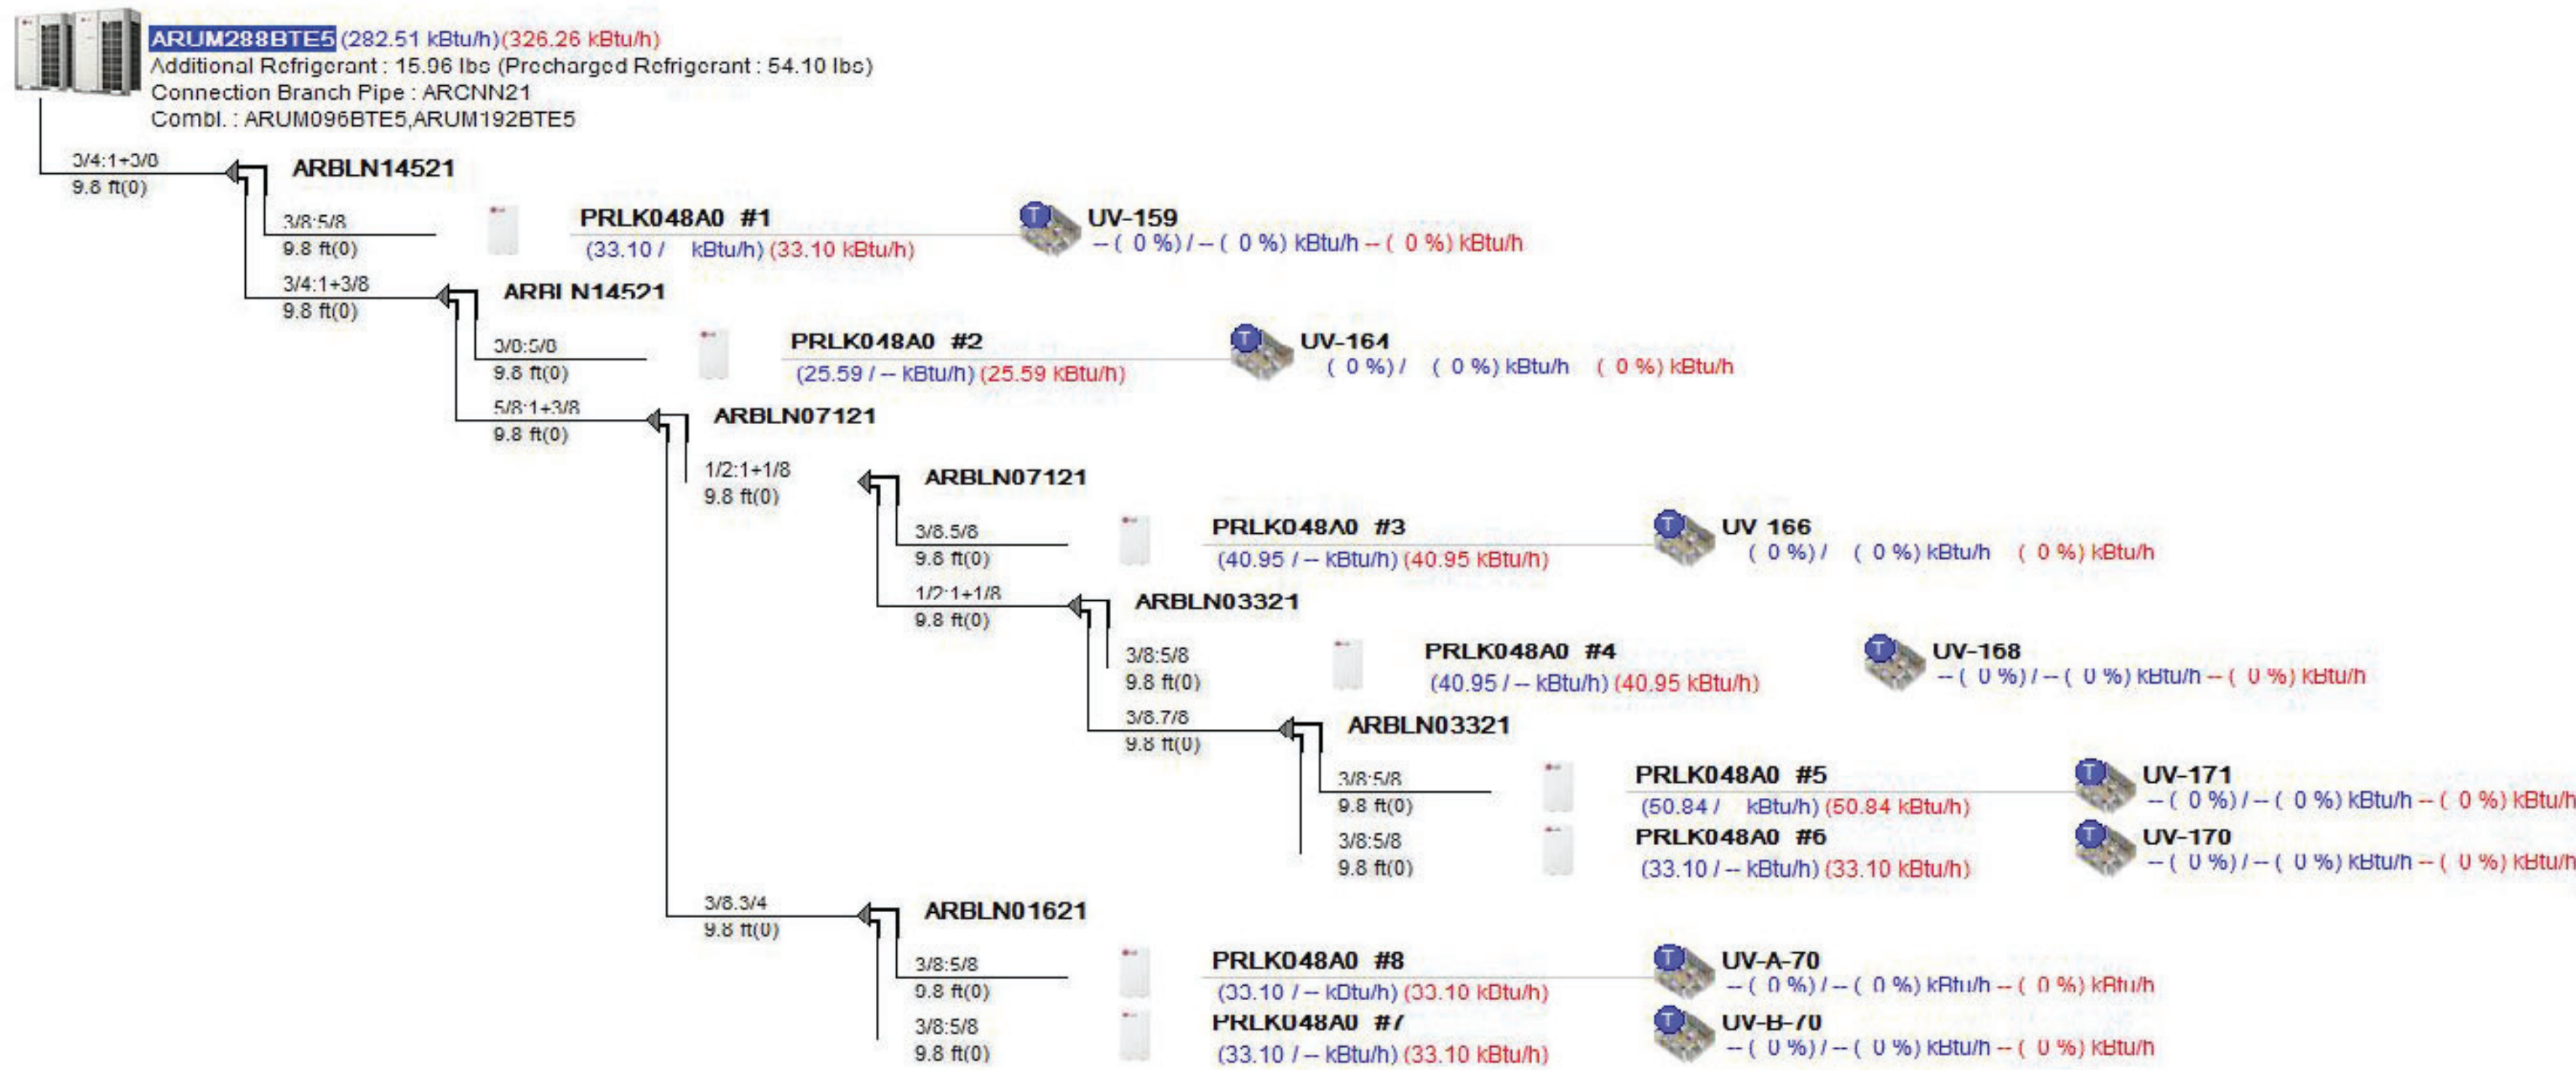 ARUM288BTE5 (282.51 kBtu/h)(326.26 kBtu/h)
Additional Refrigerant : 15.96 lbs (Precharged Refrigerant : 54.10 lbs)
Connection Branch Pipe : ARCNN21
Combi. : ARUM096BTE5,ARUM192BTE5
3/4:1+3/8
9.8 ft(0)
ARBLN14521
3/8:5/8
9.8 ft(0)
PRLK048A0 #1
(33.10 / kBtu/h) (33.10 kBtu/h)
UV-159
-- ( 0 %) / -- ( 0 %) kBtu/h -- ( 0 %) kBtu/h
3/4:1+3/8
9.8 ft(0)
ARBLN14521
3/8:5/8
9.8 ft(0)
PRLK048A0 #2
(25.59 / -- kBtu/h) (25.59 kBtu/h)
UV-164
( 0 %) / ( 0 %) kBtu/h ( 0 %) kBtu/h
5/8:1+3/8
9.8 ft(0)
ARBLN07121
1/2:1+1/8
9.8 ft(0)
ARBLN07121
3/8.5/8
9.8 ft(0)
PRLK048A0 #3
(40.95 / -- kBtu/h) (40.95 kBtu/h)
UV 166
( 0 %) / ( 0 %) kBtu/h ( 0 %) kBtu/h
1/2:1+1/8
9.8 ft(0)
ARBLN03321
3/8:5/8
9.8 ft(0)
PRLK048A0 #4
(40.95 / -- kBtu/h) (40.95 kBtu/h)
UV-168
-- ( 0 %) / -- ( 0 %) kBtu/h -- ( 0 %) kBtu/h
3/8.7/8
9.8 ft(0)
ARBLN03321
3/8:5/8
9.8 ft(0)
PRLK048A0 #5
(50.84 / kBtu/h) (50.84 kBtu/h)
UV-171
-- ( 0 %) / -- ( 0 %) kBtu/h -- ( 0 %) kBtu/h
3/8:5/8
9.8 ft(0)
PRLK048A0 #6
(33.10 / -- kBtu/h) (33.10 kBtu/h)
UV-170
-- ( 0 %) / -- ( 0 %) kBtu/h -- ( 0 %) kBtu/h
3/8.3/4
9.8 ft(0)
ARBLN01621
3/8:5/8
9.8 ft(0)
PRLK048A0 #8
(33.10 / -- kBtu/h) (33.10 kBtu/h)
UV-A-70
-- ( 0 %) / -- ( 0 %) kBtu/h -- ( 0 %) kBtu/h
3/8:5/8
9.8 ft(0)
PRLK048A0 #7
(33.10 / -- kBtu/h) (33.10 kBtu/h)
UV-B-70
-- ( 0 %) / -- ( 0 %) kBtu/h -- ( 0 %) kBtu/h